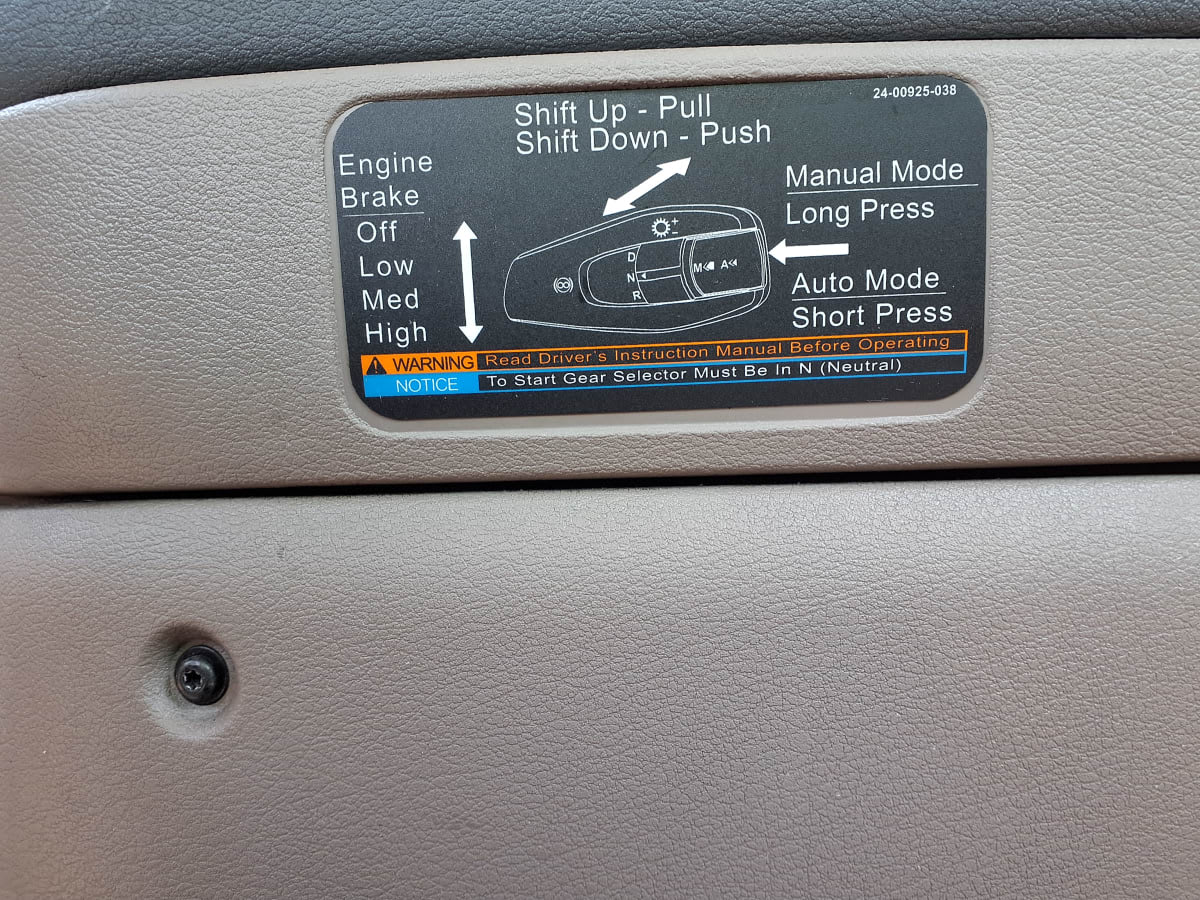 24-00925-038
Shift Up - Pull
Shift Down - Push
Engine
Brake
Off
Low
Med
High
D
N
R
+
-
M
A
Manual Mode
Long Press
Auto Mode
Short Press
WARNING Read Driver's Instruction Manual Before Operating
NOTICE To Start Gear Selector Must Be In N (Neutral)